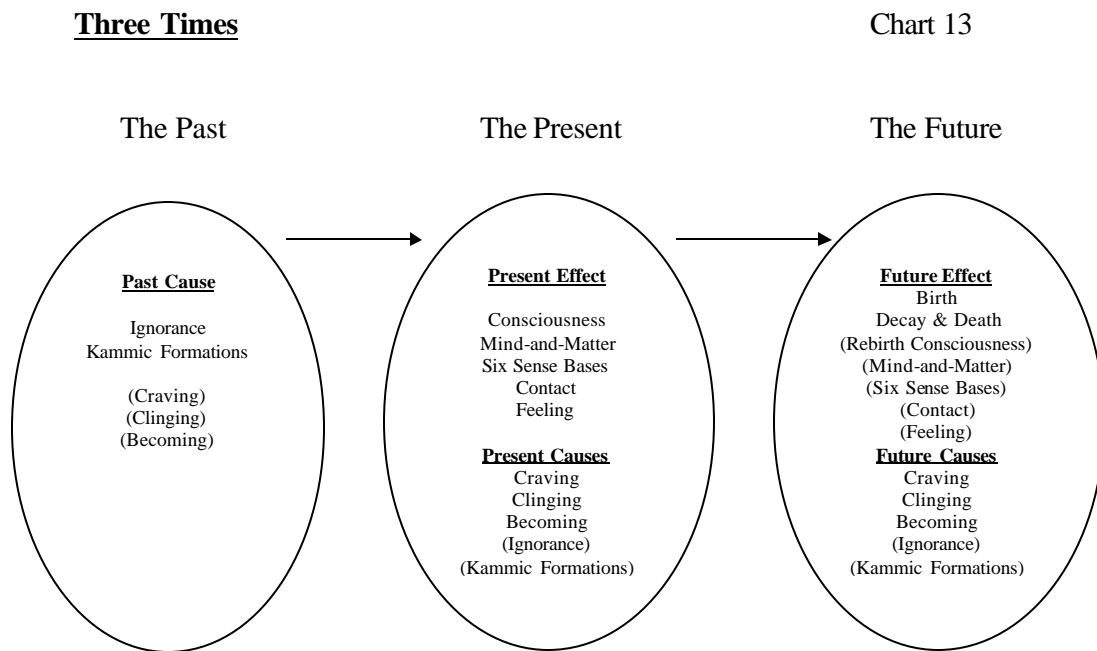 Three Times
Chart 13
The Past
The Present
The Future
Past Cause
Ignorance
Kammic Formations
(Craving)
(Clinging)
(Becoming)
Present Effect
Consciousness
Mind-and-Matter
Six Sense Bases
Contact
Feeling
Present Causes
Craving
Clinging
Becoming
(Ignorance)
(Kammic Formations)
Future Effect
Birth
Decay & Death
(Rebirth Consciousness)
(Mind-and-Matter)
(Six Sense Bases)
(Contact)
(Feeling)
Future Causes
Craving
Clinging
Becoming
(Ignorance)
(Kammic Formations)